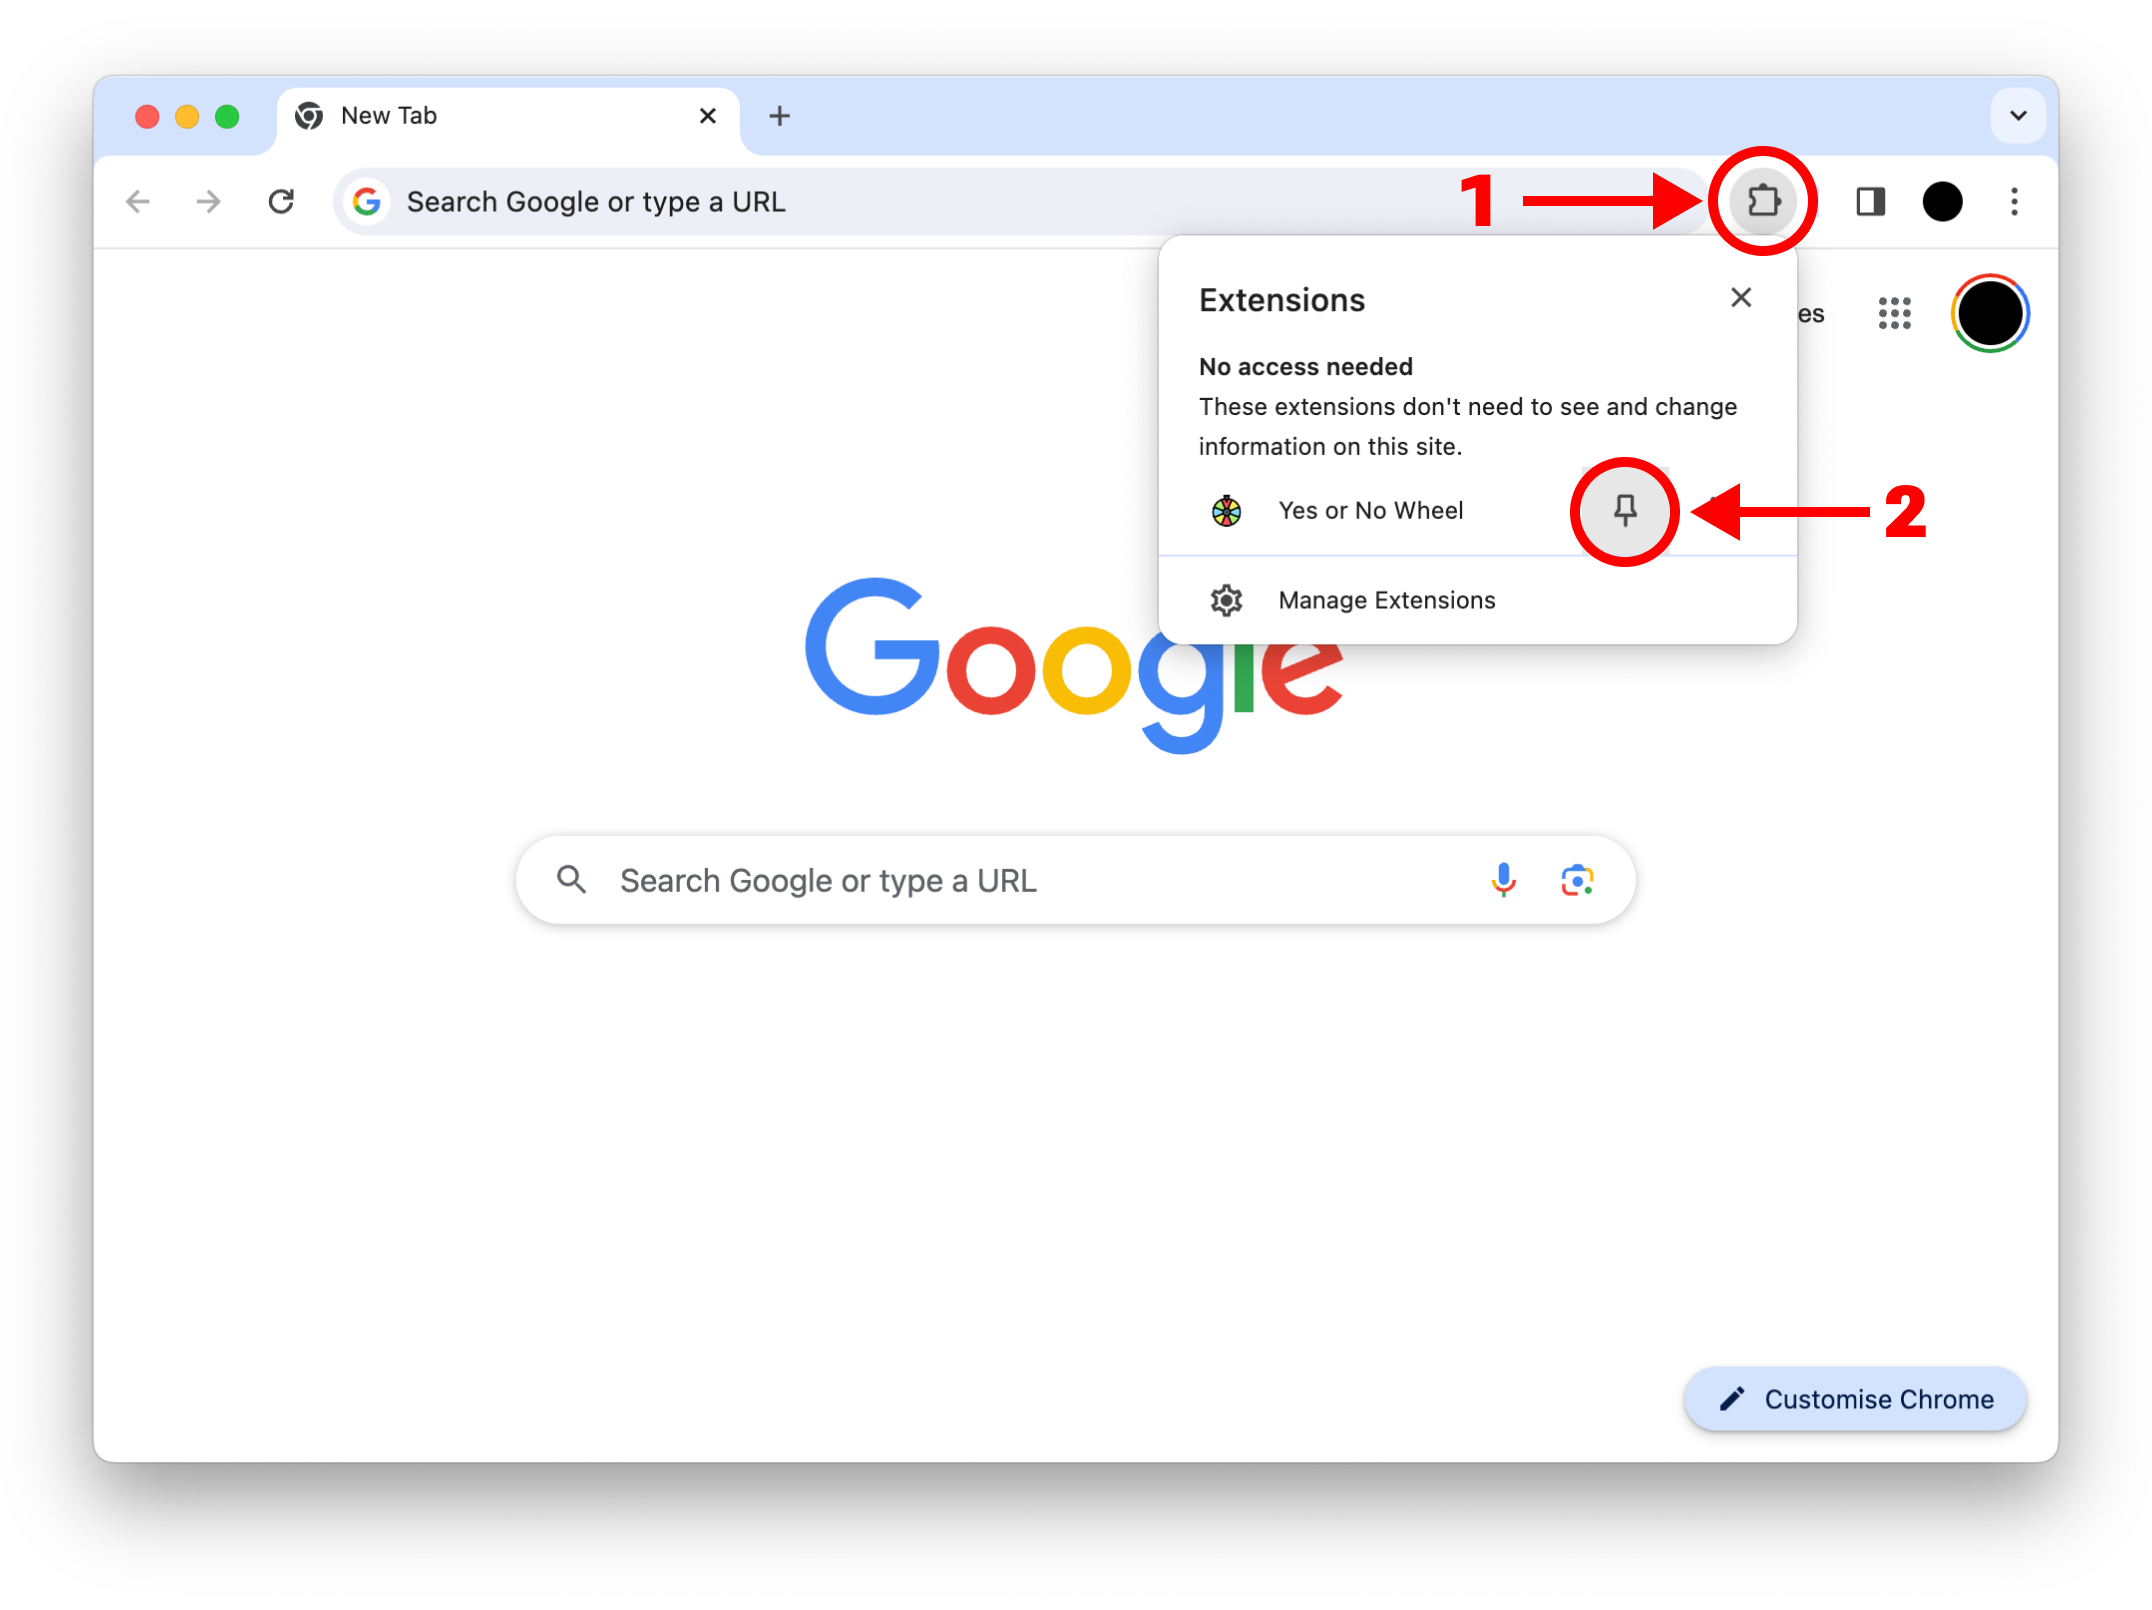 New Tab
Search Google or type a URL
1
Extensions
es
No access needed
These extensions don't need to see and change
information on this site.
Yes or No Wheel
2
Manage Extensions
Google
Search Google or type a URL
Customise Chrome